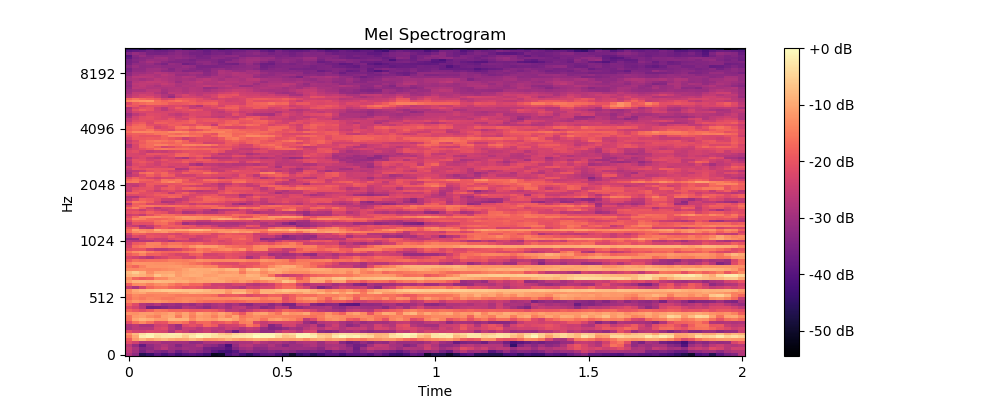 Mel Spectrogram
Hz
8192
4096
2048
1024
512
0
0
0.5
1
1.5
2
Time
+0 dB
-10 dB
-20 dB
-30 dB
-40 dB
-50 dB